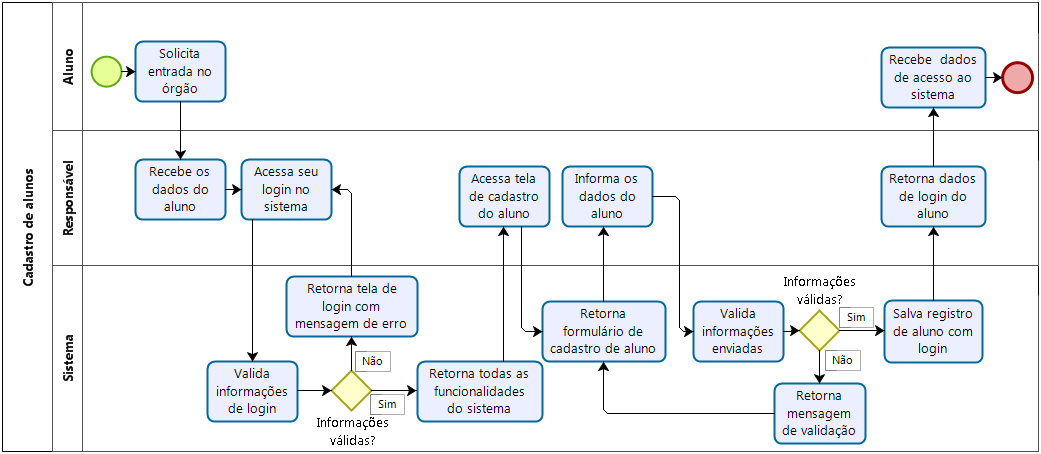 Cadastro de alunos
Aluno
Solicita
entrada no
órgão
Recebe dados
de acesso ao
sistema
Responsável
Recebe os
dados do
aluno
Acessa seu
login no
sistema
Acessa tela
de cadastro
do aluno
Informa os
dados do
aluno
Retorna dados
de login do
aluno
Sistema
Retorna tela de
login com
mensagem de erro
Valida
informações
de login
Não
Sim
Informações
válidas?
Retorna todas as
funcionalidades
do sistema
Retorna
formulário de
cadastro de aluno
Valida
informações
enviadas
Informações
válidas?
Sim
Não
Salva registro
de aluno com
login
Retorna
mensagem
de validação